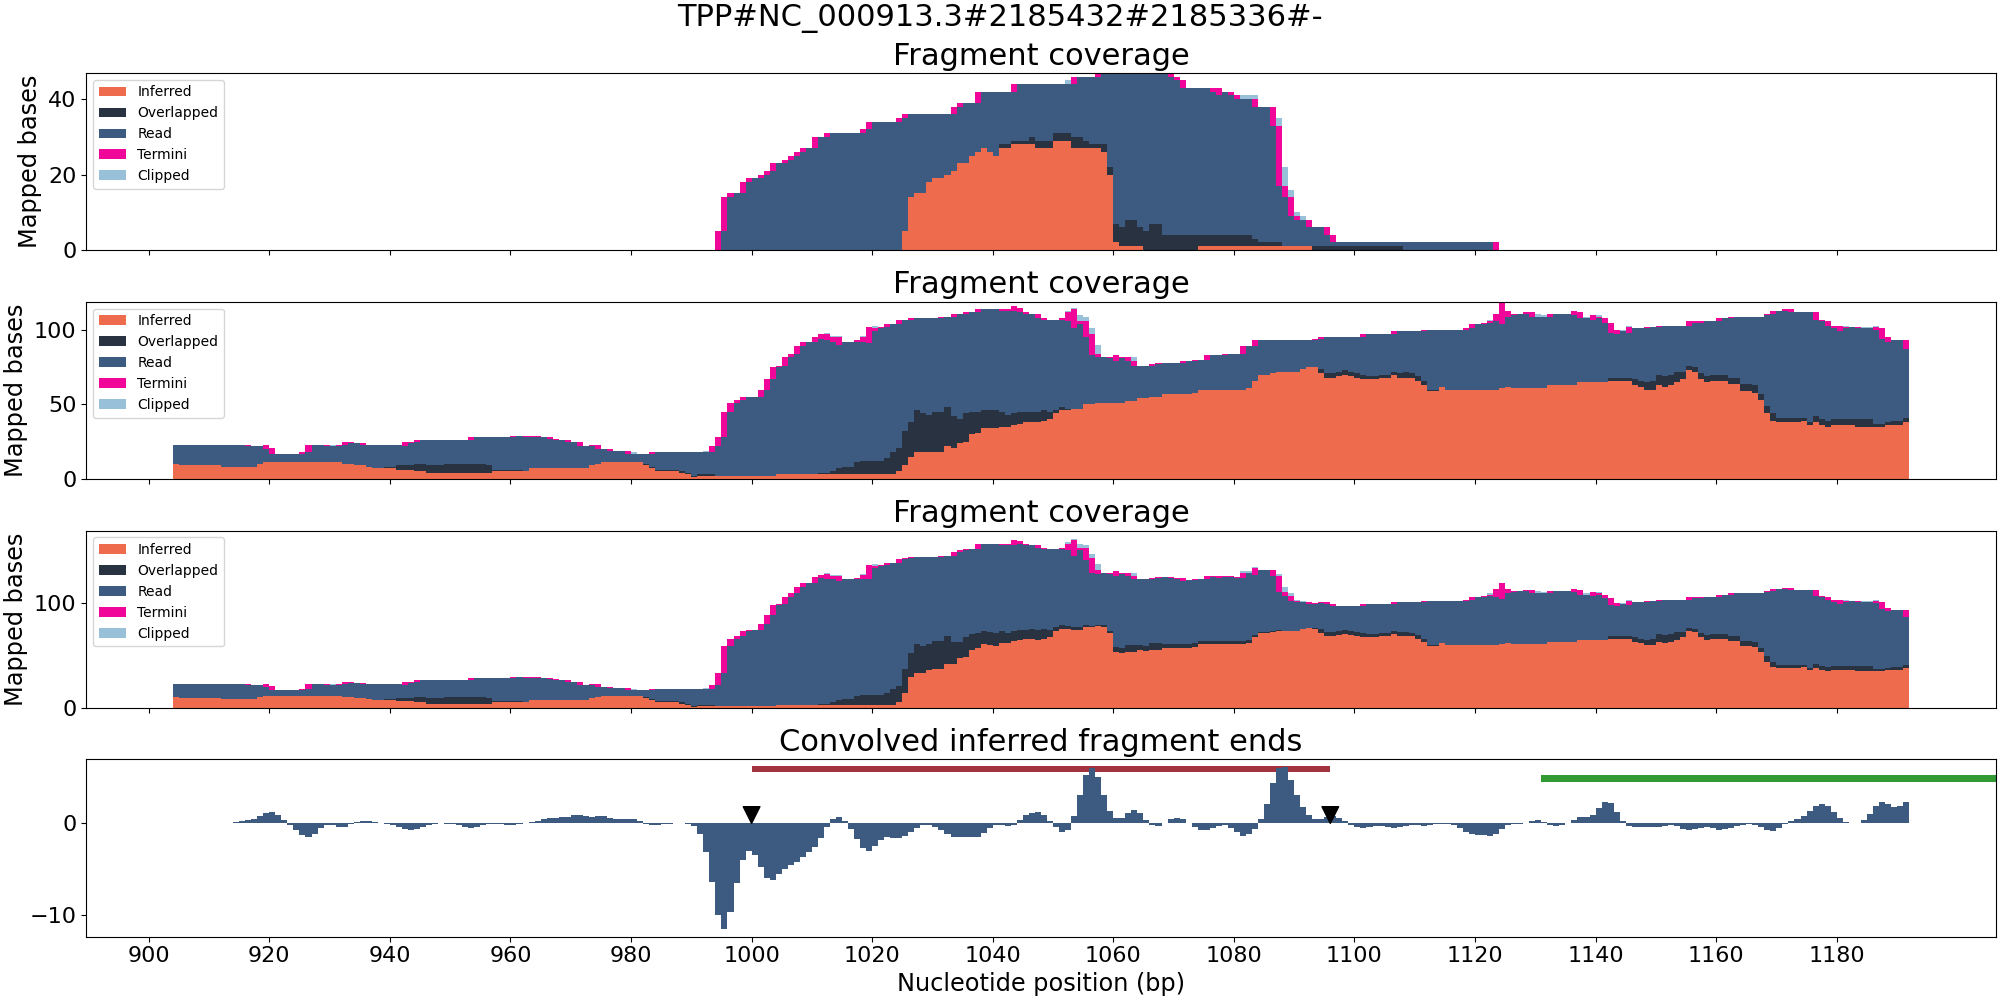 TPP#NC_000913.3#2185432#2185336#-
Fragment coverage
Mapped bases
40
20
0
Inferred
Overlapped
Read
Termini
Clipped
Fragment coverage
Mapped bases
100
50
0
Inferred
Overlapped
Read
Termini
Clipped
Fragment coverage
Mapped bases
100
0
Inferred
Overlapped
Read
Termini
Clipped
Convolved inferred fragment ends
0
−10
900 920 940 960 980 1000 1020 1040 1060 1080 1100 1120 1140 1160 1180
Nucleotide position (bp)